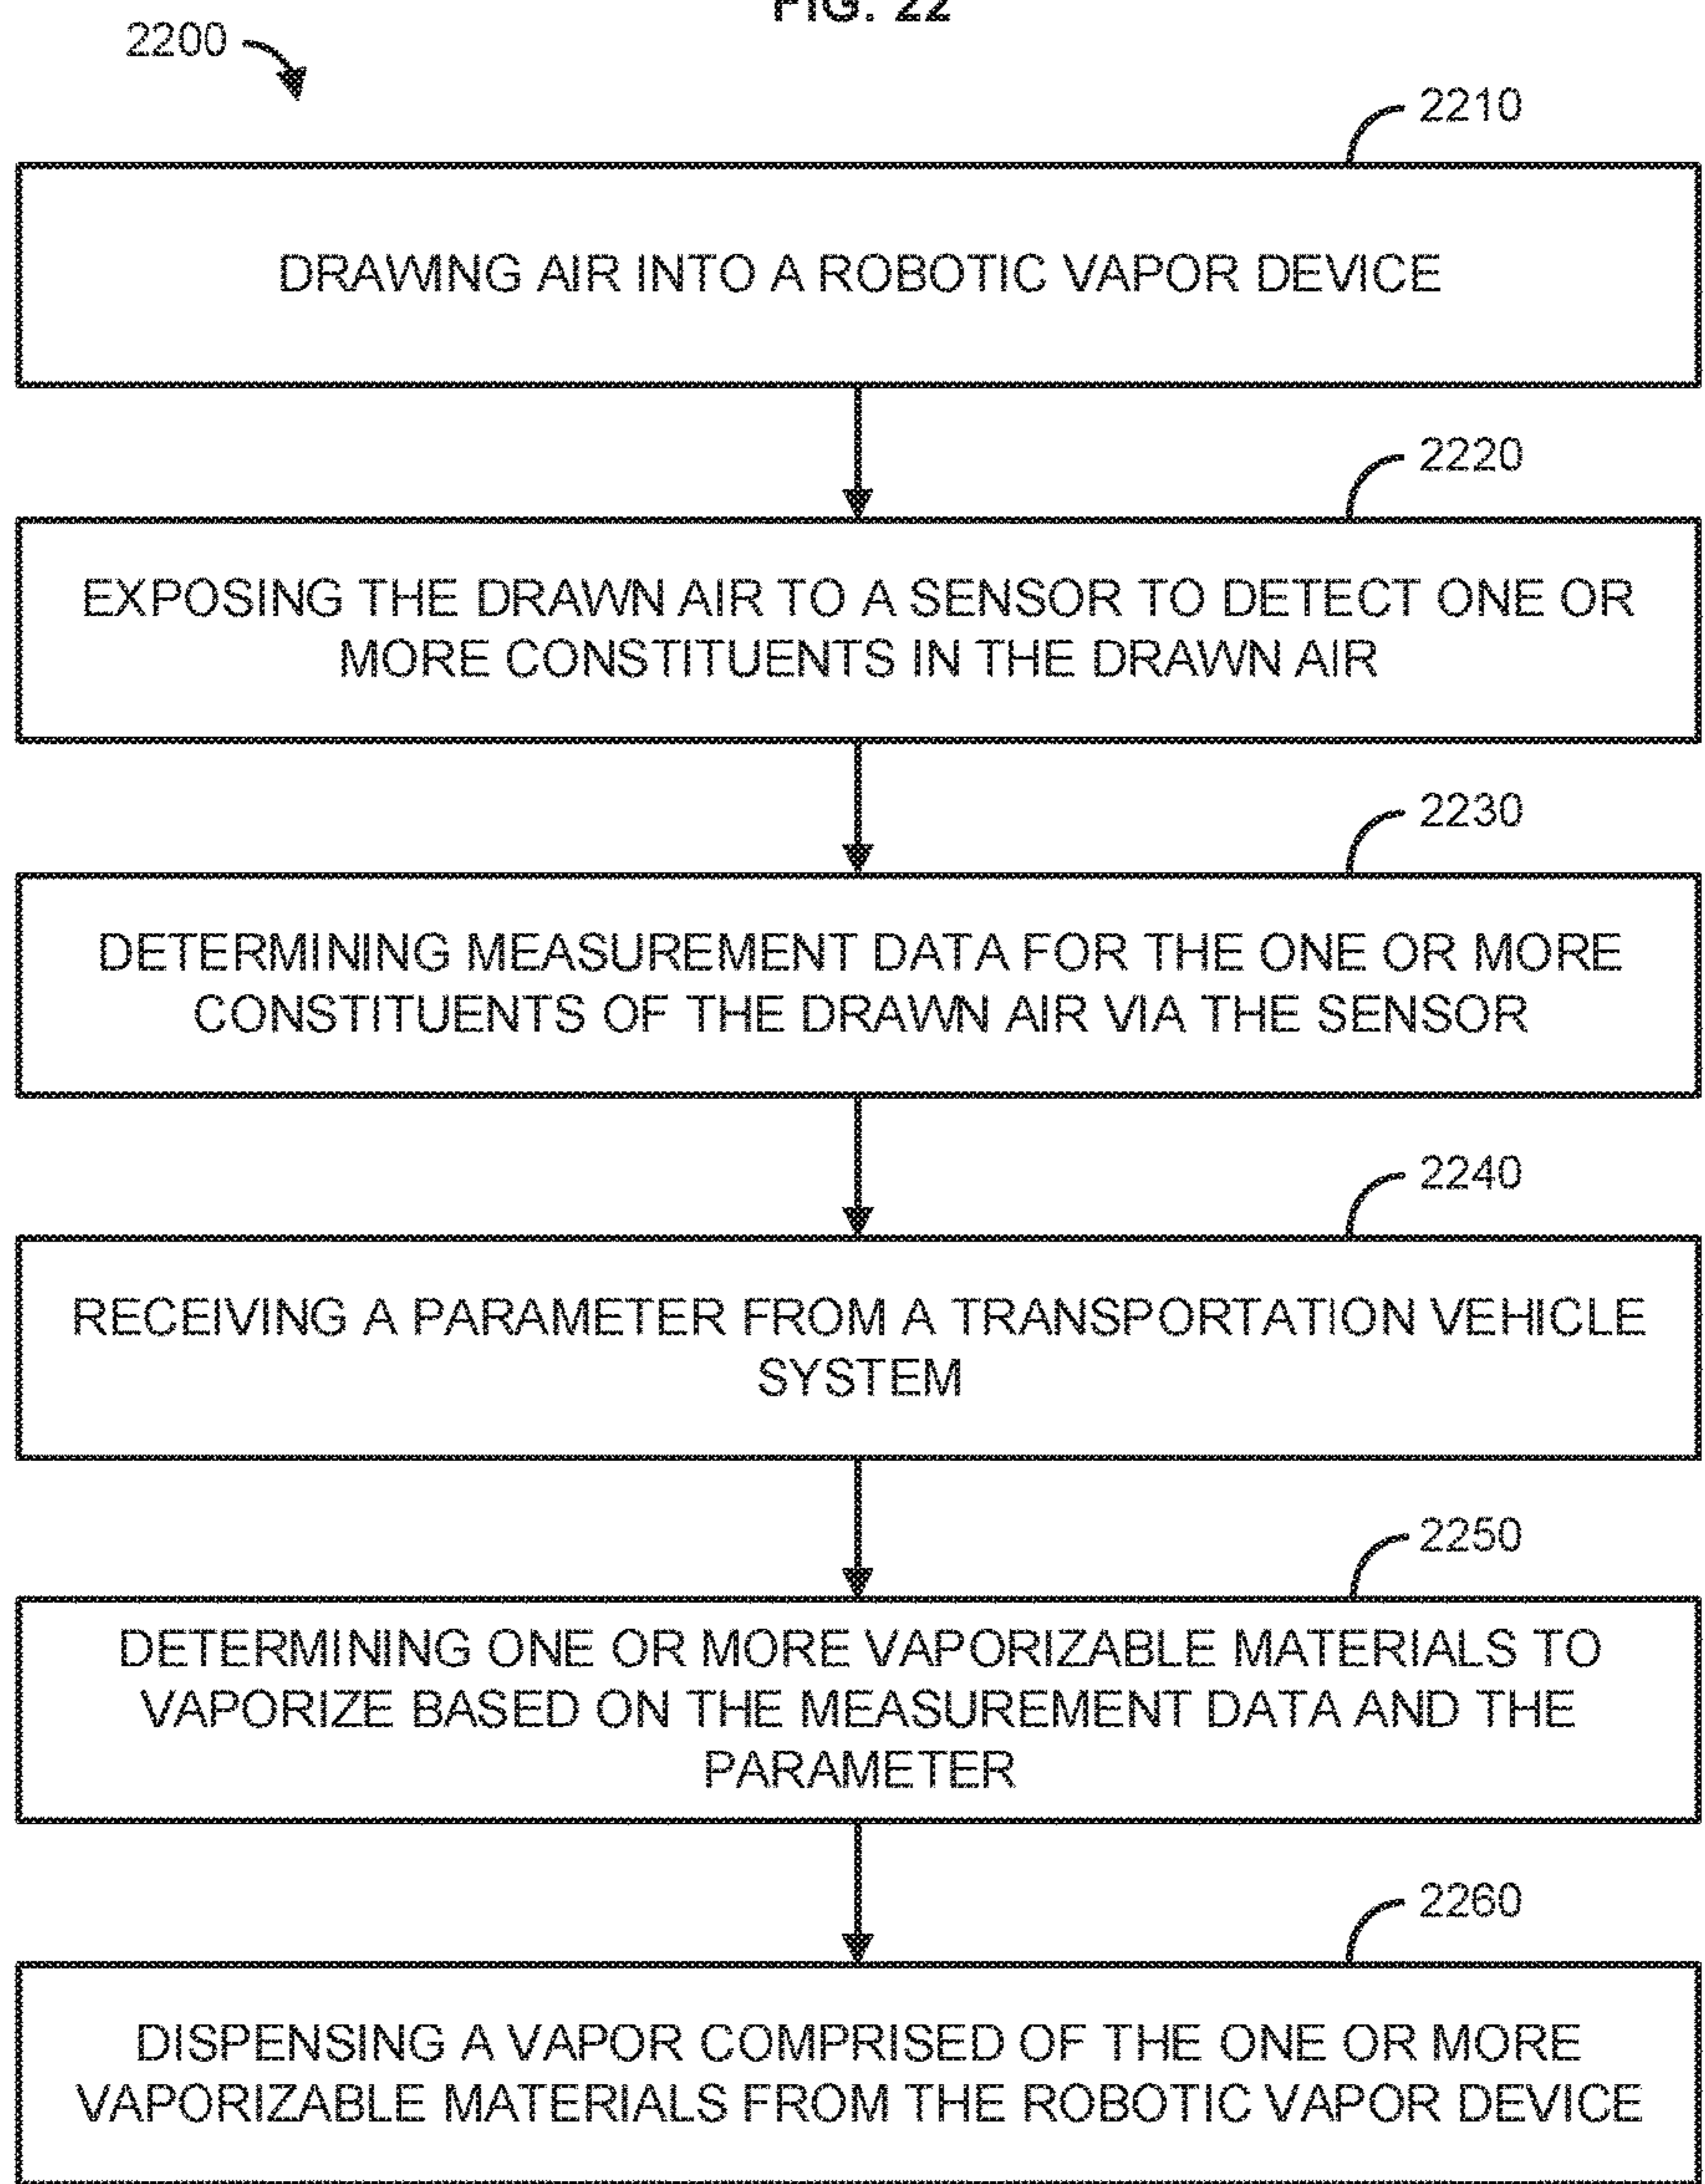 FIG. 22
2200
2210
DRAWING AIR INTO A ROBOTIC VAPOR DEVICE
2220
EXPOSING THE DRAWN AIR TO A SENSOR TO DETECT ONE OR
MORE CONSTITUENTS IN THE DRAWN AIR
2230
DETERMINING MEASUREMENT DATA FOR THE ONE OR MORE
CONSTITUENTS OF THE DRAWN AIR VIA THE SENSOR
2240
RECEIVING A PARAMETER FROM A TRANSPORTATION VEHICLE
SYSTEM
2250
DETERMINING ONE OR MORE VAPORIZABLE MATERIALS TO
VAPORIZE BASED ON THE MEASUREMENT DATA AND THE
PARAMETER
2260
DISPENSING A VAPOR COMPRISED OF THE ONE OR MORE
VAPORIZABLE MATERIALS FROM THE ROBOTIC VAPOR DEVICE